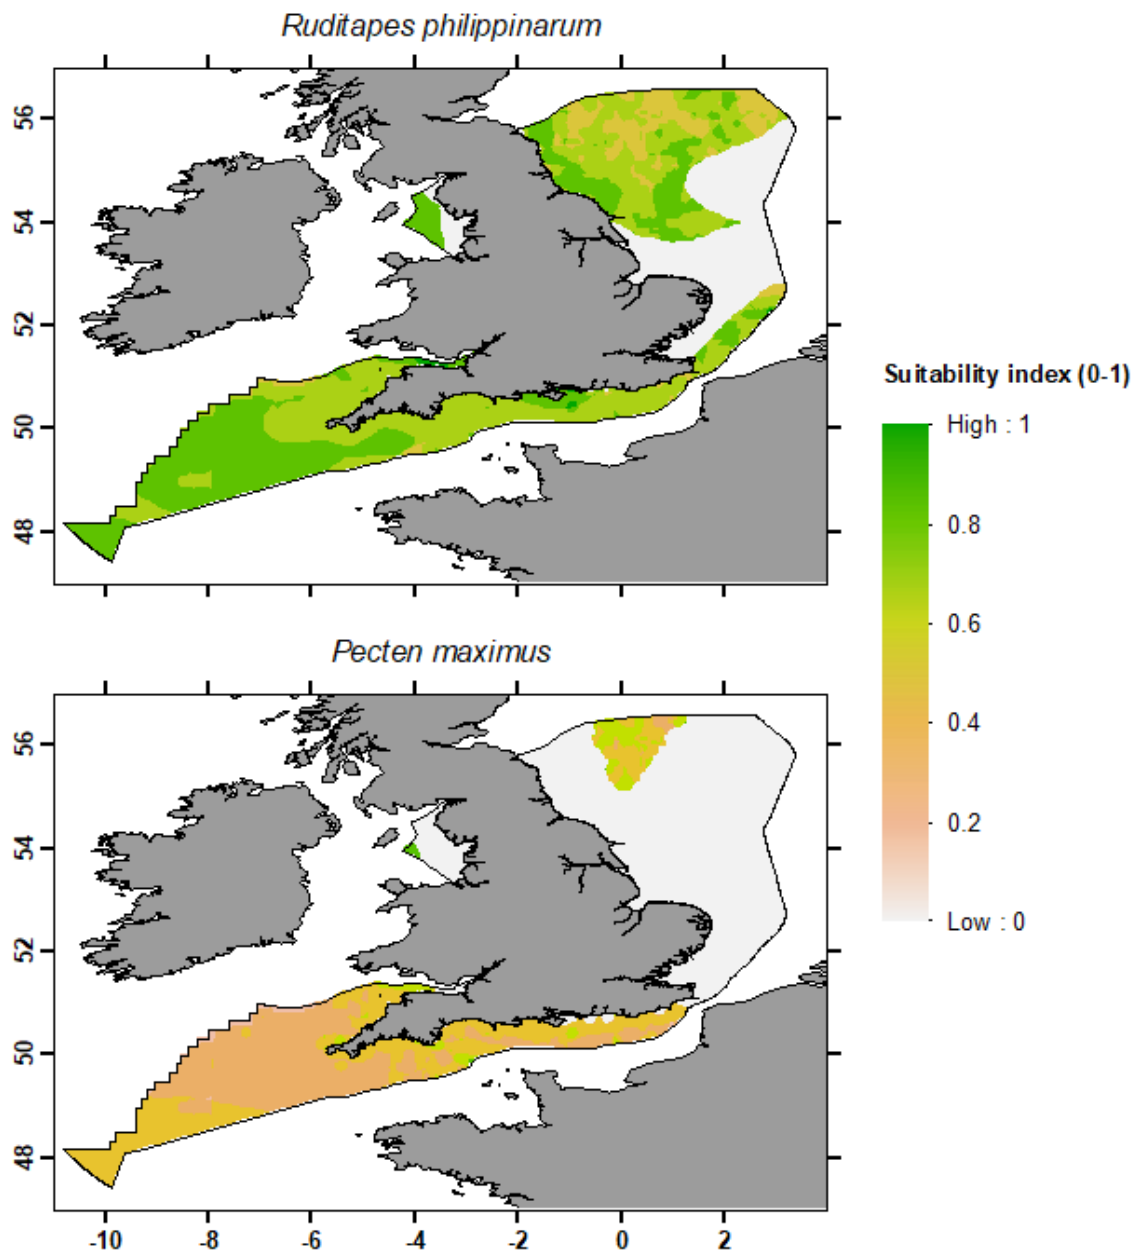 Ruditapes philippinarum
56
54
52
50
48
Suitability index (0-1)
High : 1
0.8
0.6
0.4
0.2
Low : 0
Pecten maximus
56
54
52
50
48
-10 -8 -6 -4 -2 0 2